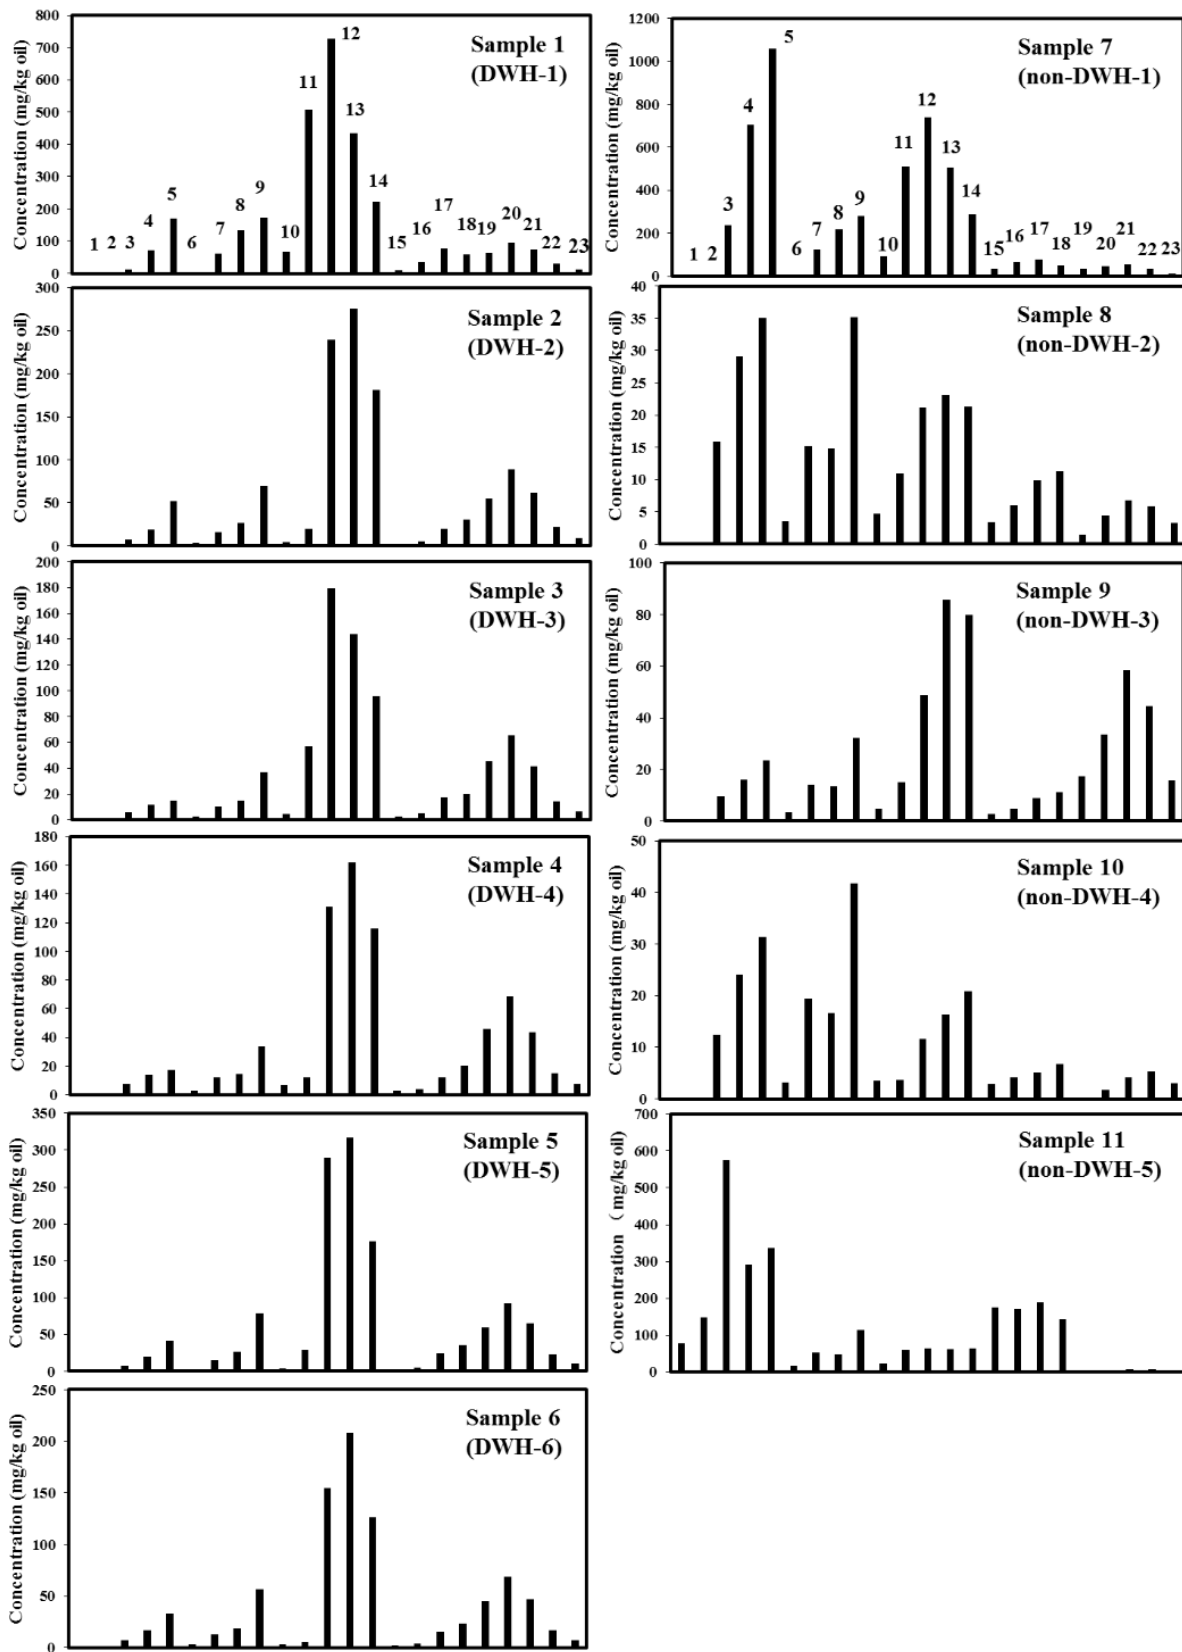 Concentration (mg/kg oil)
800
700
600
500
400
300
200
100
0
Sample 1
(DWH-1)
1 2 3 4 5 6 7 8 9 10 11 12 13 14 15 16 17 18 19 20 21 22 23
Concentration (mg/kg oil)
1200
1000
800
600
400
200
0
Sample 7
(non-DWH-1)
1 2 3 4 5 6 7 8 9 10 11 12 13 14 15 16 17 18 19 20 21 22 23
Concentration (mg/kg oil)
300
250
200
150
100
50
0
Sample 2
(DWH-2)
Concentration (mg/kg oil)
40
35
30
25
20
15
10
5
0
Sample 8
(non-DWH-2)
Concentration (mg/kg oil)
200
180
160
140
120
100
80
60
40
20
0
Sample 3
(DWH-3)
Concentration (mg/kg oil)
100
80
60
40
20
0
Sample 9
(non-DWH-3)
Concentration (mg/kg oil)
180
160
140
120
100
80
60
40
20
0
Sample 4
(DWH-4)
Concentration (mg/kg oil)
50
40
30
20
10
0
Sample 10
(non-DWH-4)
Concentration (mg/kg oil)
350
300
250
200
150
100
50
0
Sample 5
(DWH-5)
Concentration （mg/kg oil)
700
600
500
400
300
200
100
0
Sample 11
(non-DWH-5)
Concentration (mg/kg oil)
250
200
150
100
50
0
Sample 6
(DWH-6)